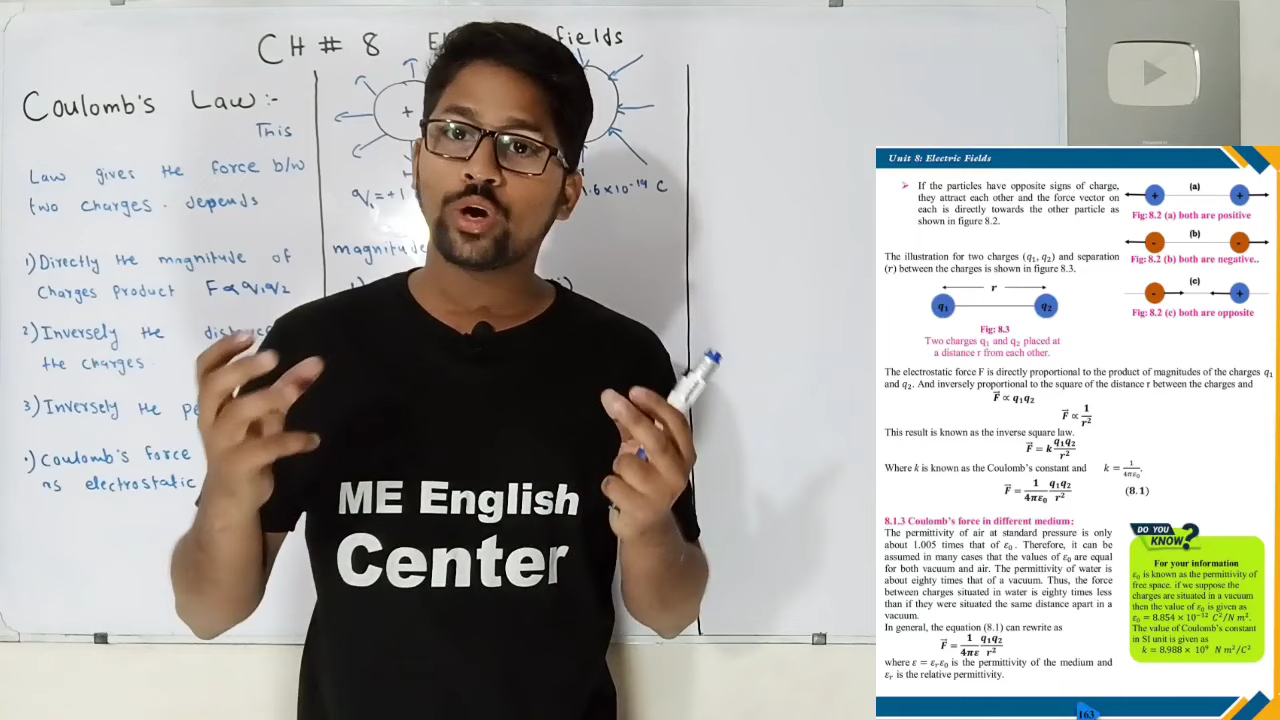 CH # 8 fields
Coulomb's Law :-
This
Law gives the force b/w
two charges. depends
1) Directly the magnitude of
Charges product F ∝ q₁q₂
2) Inversely the
the charges.
3) Inversely the
•) Coulomb's force
as electrostatic
+
magnitude
ME English
Center
Unit 8: Electric Fields
➢ If the particles have opposite signs of charge,
they attract each other and the force vector on
each is directly towards the other particle as
shown in figure 8.2.
The illustration for two charges (q₁, q₂) and separation
(r) between the charges is shown in figure 8.3.
r
q₁ q₂
Fig: 8.3
Two charges q₁ and q₂ placed at
a distance r from each other.
(a)
+ +
Fig: 8.2 (a) both are positive
(b)
- -
Fig: 8.2 (b) both are negative..
(c)
- +
Fig: 8.2 (c) both are opposite
The electrostatic force F is directly proportional to the product of magnitudes of the charges q₁
and q₂. And inversely proportional to the square of the distance r between the charges and
F⃗ ∝ q₁q₂
F⃗ ∝ 1/r²
This result is known as the inverse square law.
F⃗ = k q₁q₂/r²
Where k is known as the Coulomb's constant and k = 1/4πε₀.
F⃗ = 1/4πε₀ q₁q₂/r² (8.1)
8.1.3 Coulomb's force in different medium:
The permittivity of air at standard pressure is only
about 1.005 times that of ε₀. Therefore, it can be
assumed in many cases that the values of ε₀ are equal
for both vacuum and air. The permittivity of water is
about eighty times that of a vacuum. Thus, the force
between charges situated in water is eighty times less
than if they were situated the same distance apart in a
vacuum.
In general, the equation (8.1) can rewrite as
F⃗ = 1/4πε q₁q₂/r²
where ε = εᵣε₀ is the permittivity of the medium and
εᵣ is the relative permittivity.
DO YOU
KNOW?
For your information
ε₀ is known as the permittivity of
free space. if we suppose the
charges are situated in a vacuum
then the value of ε₀ is given as
ε₀ = 8.854 × 10⁻¹² C²/N m².
The value of Coulomb's constant
in SI unit is given as
k = 8.988 × 10⁹ N m²/C²
163